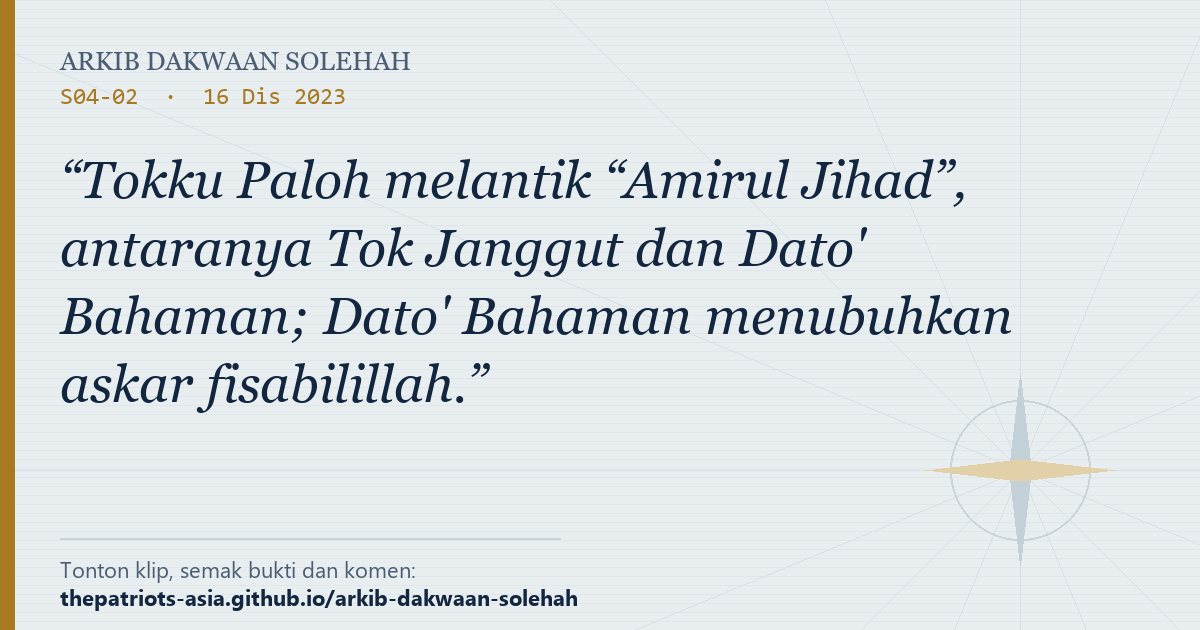 ARKIB DAKWAAN SOLEHAH
S04-02 · 16 Dis 2023
“Tokku Paloh melantik “Amirul Jihad”,
antaranya Tok Janggut dan Dato'
Bahaman; Dato' Bahaman menubuhkan
askar fisabilillah.”
Tonton klip, semak bukti dan komen:
thepatriots-asia.github.io/arkib-dakwaan-solehah